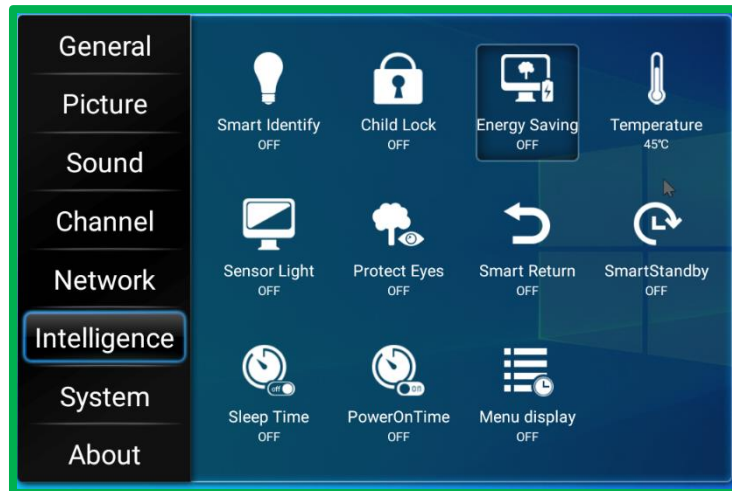 General
Picture
Sound
Channel
Network
Intelligence
System
About
Smart Identify
OFF
Child Lock
OFF
Energy Saving
OFF
Temperature
45℃
Sensor Light
OFF
Protect Eyes
OFF
Smart Return
OFF
SmartStandby
OFF
off
Sleep Time
OFF
on
PowerOnTime
OFF
Menu display
OFF